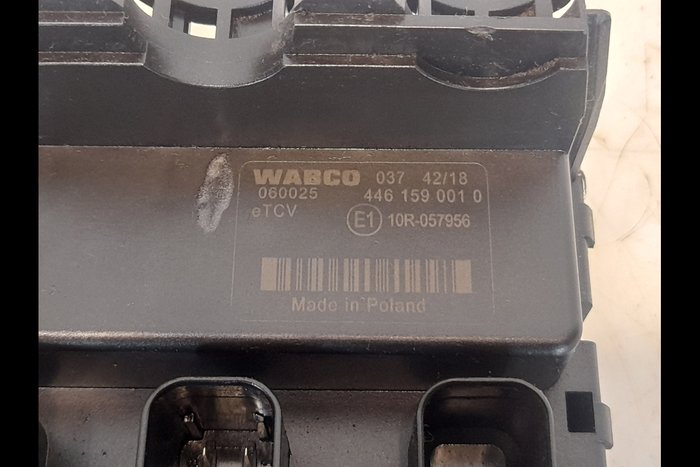 WABCO 037 42/18
060025 446 159 001 0
eTCV E1 10R-057956
Made in Poland